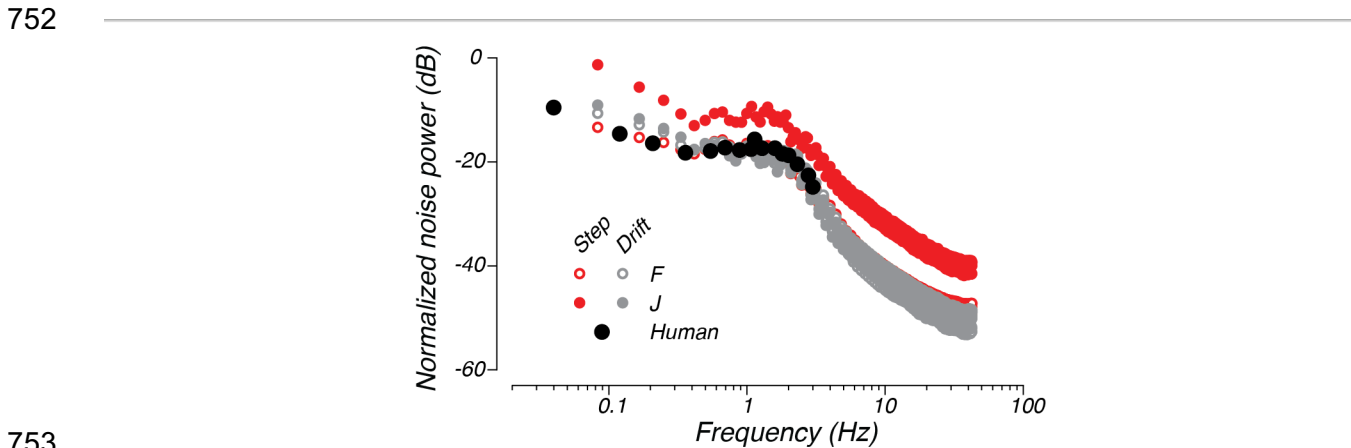 752
Normalized noise power (dB)
0
-20
-40
-60
Step Drift
F
J
Human
0.1 1 10 100
Frequency (Hz)
753